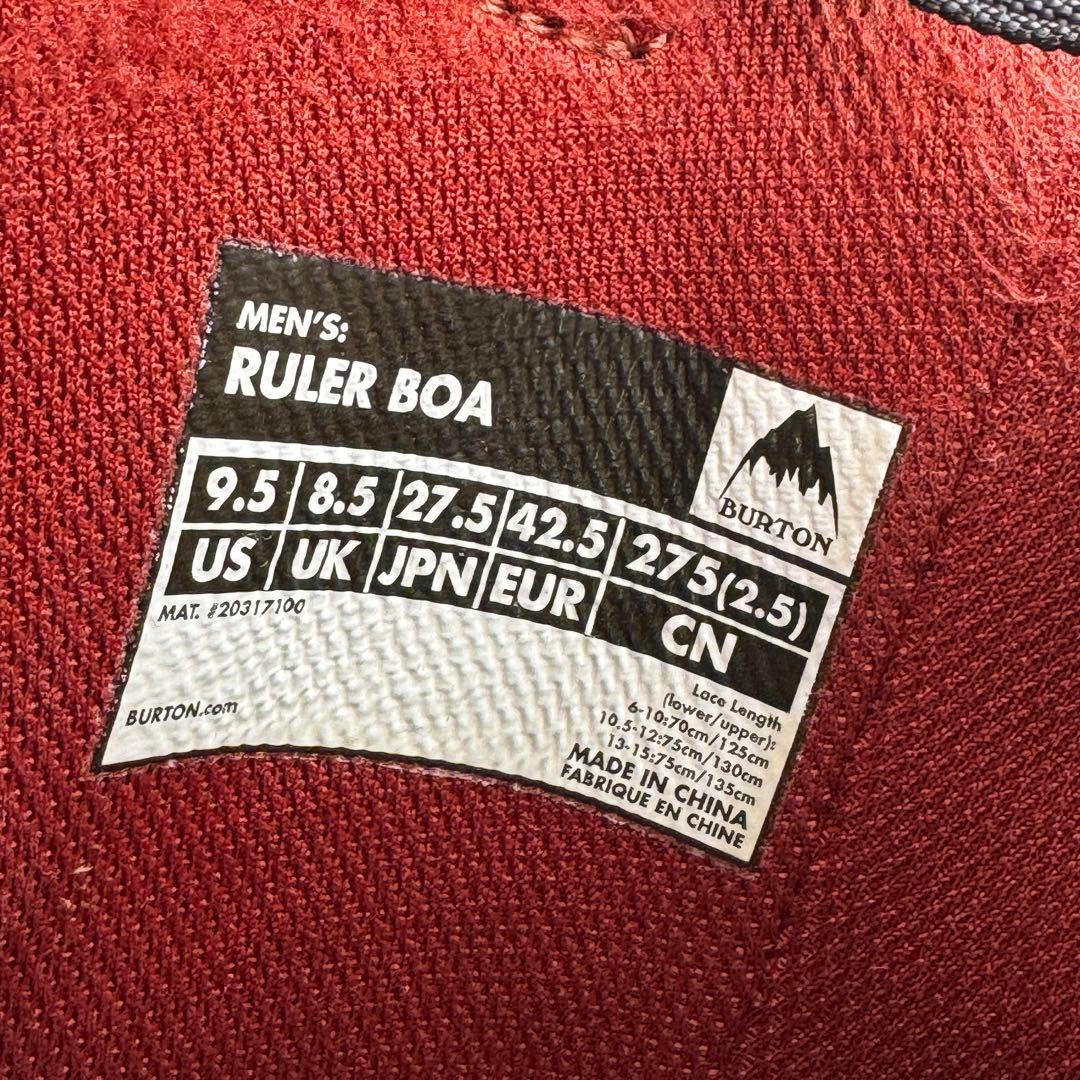 MEN'S:
RULER BOA
BURTON
9.5 8.5 27.5 42.5 275(2.5)
US UK JPN EUR CN
MAT. #20317100
BURTON.com
Lace Length
(lower/upper):
6-10:70cm/125cm
10.5-12:75cm/130cm
13-15:75cm/135cm
MADE IN CHINA
FABRIQUE EN CHINE